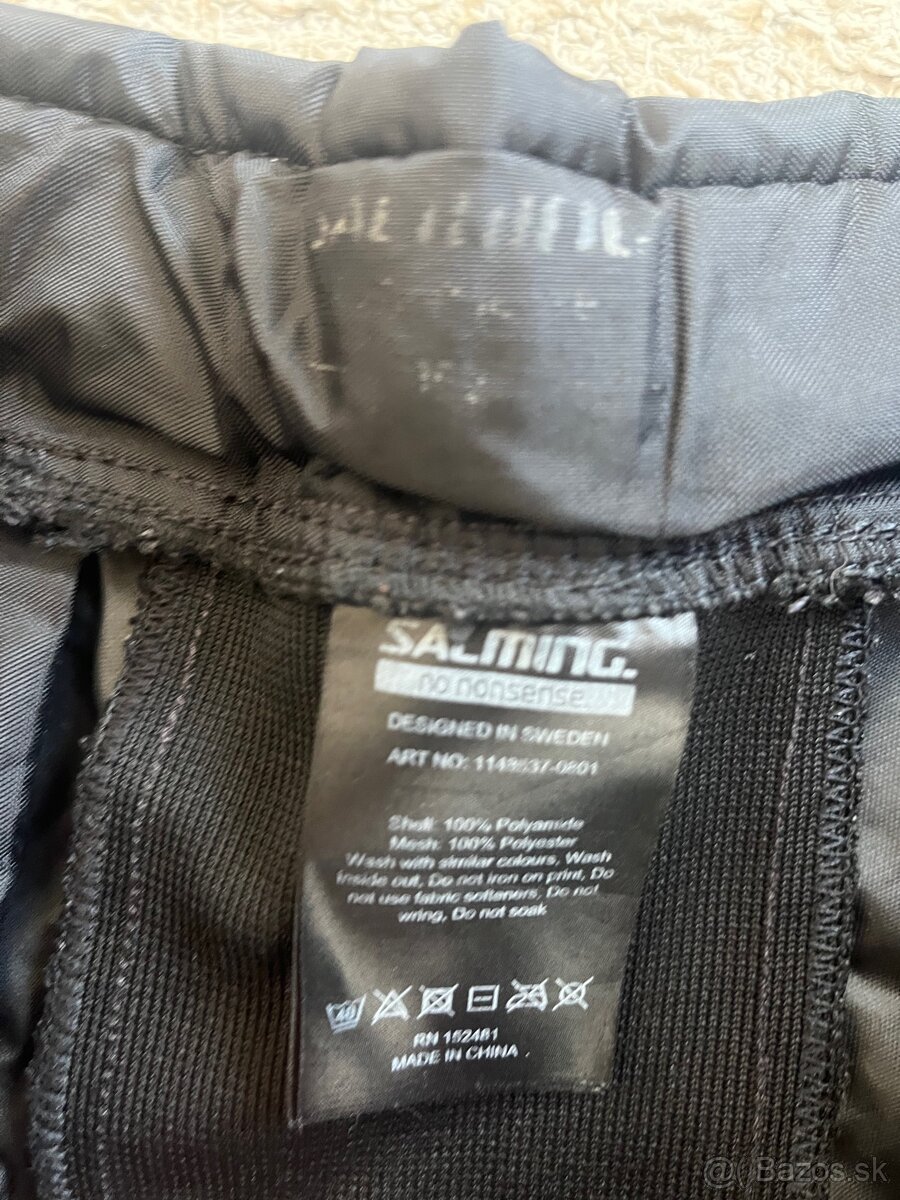 SALMING.
no nonsense
DESIGNED IN SWEDEN
ART NO: 1149537-0801
Shell: 100% Polyamide
Mesh: 100% Polyester
Wash with similar colours, Wash
inside out, Do not iron on print, Do
not use fabric softeners, Do not
wring, Do not soak
40
RN 152481
MADE IN CHINA
@ Bazos.sk